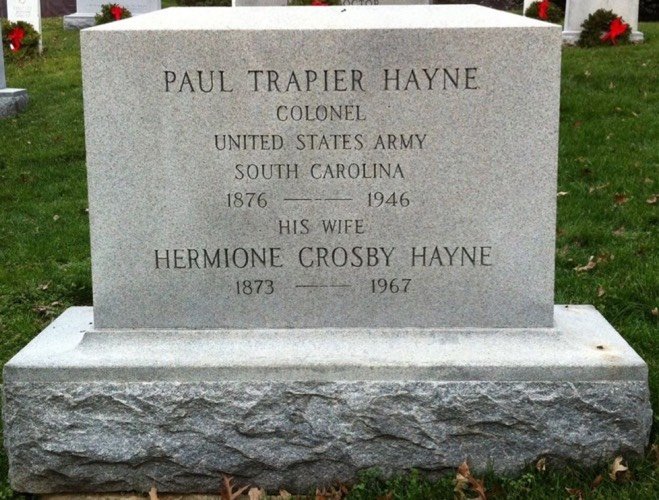 PAUL TRAPIER HAYNE
COLONEL
UNITED STATES ARMY
SOUTH CAROLINA
1876 —–— 1946
HIS WIFE
HERMIONE CROSBY HAYNE
1873 —–— 1967